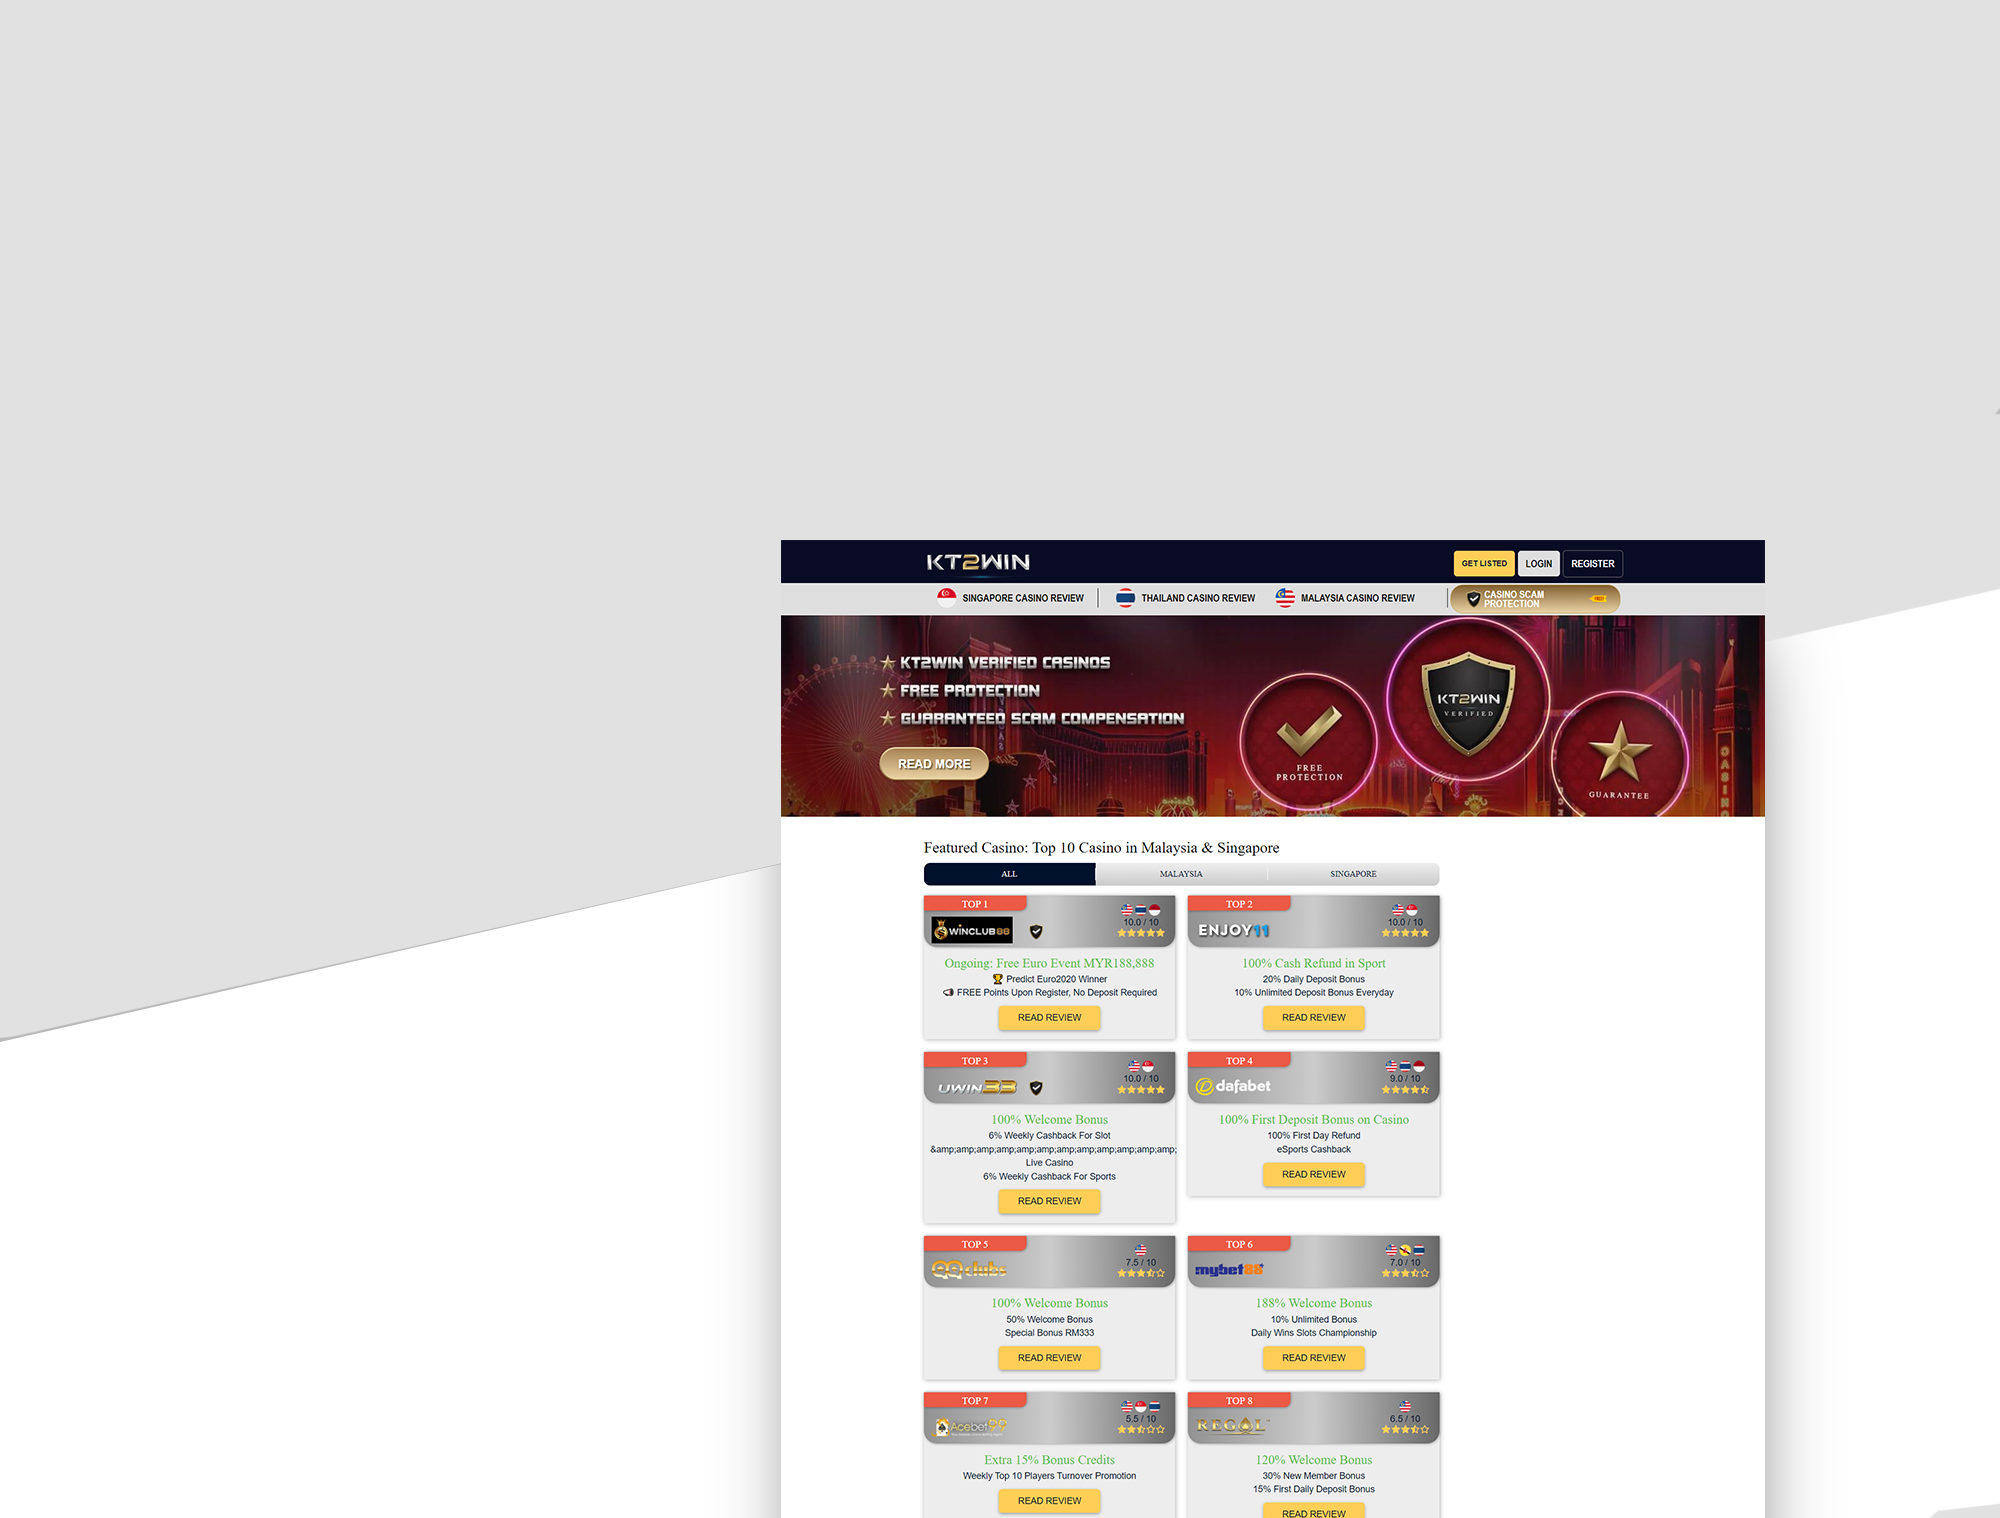 KT2WIN
GET LISTED
LOGIN
REGISTER
SINGAPORE CASINO REVIEW
THAILAND CASINO REVIEW
MALAYSIA CASINO REVIEW
CASINO SCAM
PROTECTION
FREE!
KT2WIN VERIFIED CASINOS
FREE PROTECTION
GUARANTEED SCAM COMPENSATION
READ MORE
FREE
PROTECTION
KT2WIN
VERIFIED
GUARANTEE
CASINO
Featured Casino: Top 10 Casino in Malaysia & Singapore
ALL
MALAYSIA
SINGAPORE
TOP 1
WINCLUB88
10.0 / 10
Ongoing: Free Euro Event MYR188,888
Predict Euro2020 Winner
FREE Points Upon Register, No Deposit Required
READ REVIEW
TOP 2
ENJOY11
10.0 / 10
100% Cash Refund in Sport
20% Daily Deposit Bonus
10% Unlimited Deposit Bonus Everyday
READ REVIEW
TOP 3
UWIN33
10.0 / 10
100% Welcome Bonus
6% Weekly Cashback For Slot
&amp;amp;amp;amp;amp;amp;amp;amp;amp;amp;amp;amp;
Live Casino
6% Weekly Cashback For Sports
READ REVIEW
TOP 4
dafabet
9.0 / 10
100% First Deposit Bonus on Casino
100% First Day Refund
eSports Cashback
READ REVIEW
TOP 5
QQclubs
7.5 / 10
100% Welcome Bonus
50% Welcome Bonus
Special Bonus RM333
READ REVIEW
TOP 6
mybet88
7.0 / 10
188% Welcome Bonus
10% Unlimited Bonus
Daily Wins Slots Championship
READ REVIEW
TOP 7
Acebet99
5.5 / 10
Extra 15% Bonus Credits
Weekly Top 10 Players Turnover Promotion
READ REVIEW
TOP 8
REGAL
6.5 / 10
120% Welcome Bonus
30% New Member Bonus
15% First Daily Deposit Bonus
READ REVIEW